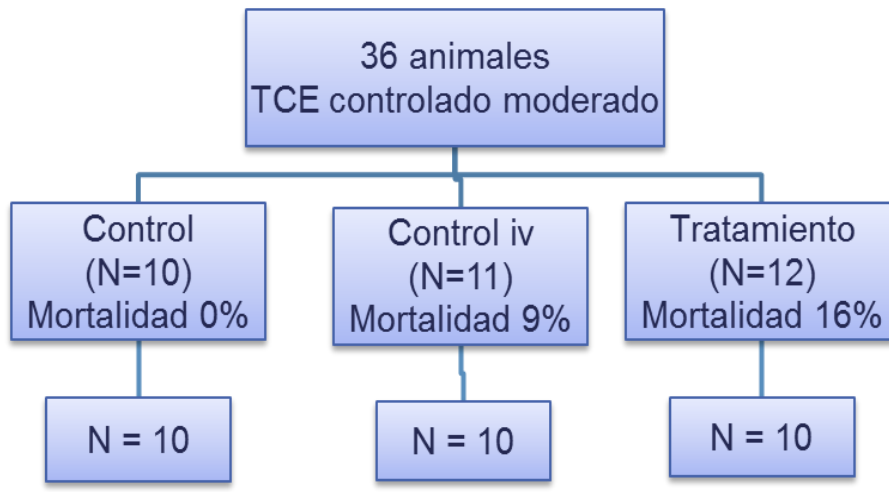 36 animales
TCE controlado moderado
Control
(N=10)
Mortalidad 0%
Control iv
(N=11)
Mortalidad 9%
Tratamiento
(N=12)
Mortalidad 16%
N = 10
N = 10
N = 10